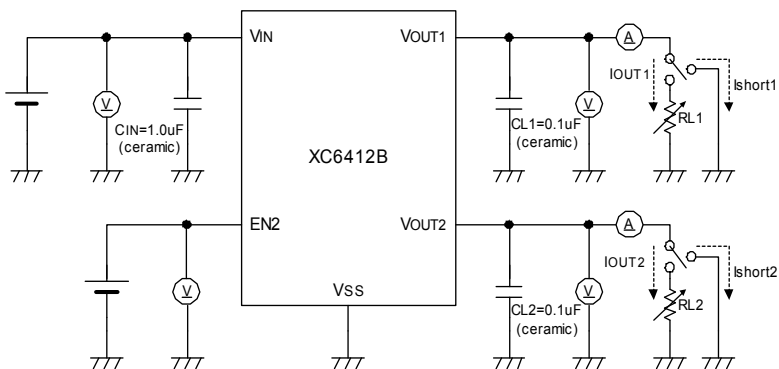 VIN
VOUT1
A
IOUT1
Ishort1
V
CIN=1.0uF
(ceramic)
CL1=0.1uF
(ceramic)
V
RL1
XC6412B
EN2
VOUT2
A
IOUT2
Ishort2
V
VSS
CL2=0.1uF
(ceramic)
V
RL2